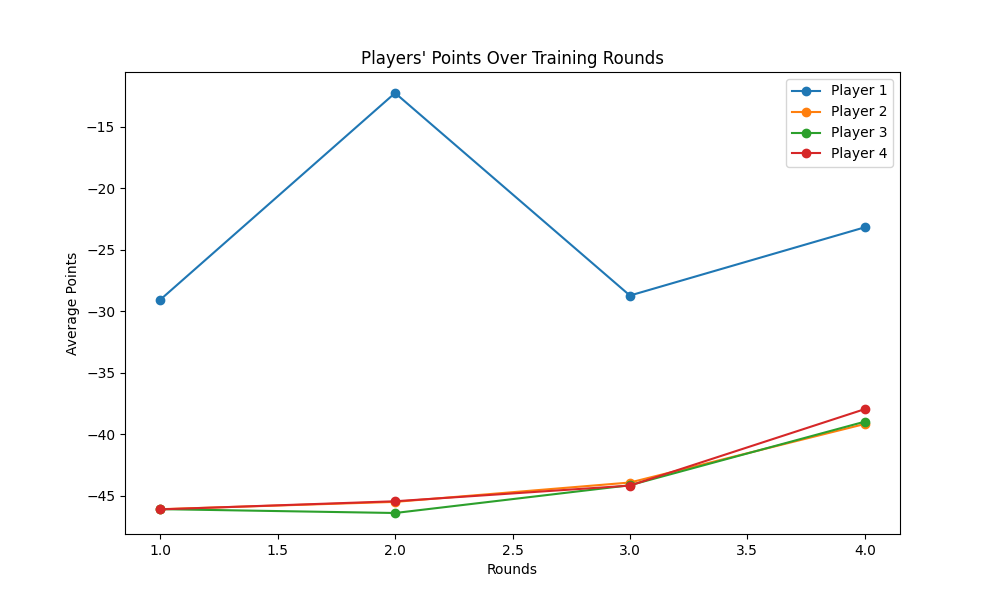 Players' Points Over Training Rounds
Player 1
Player 2
Player 3
Player 4
Average Points
−15
−20
−25
−30
−35
−40
−45
1.0 1.5 2.0 2.5 3.0 3.5 4.0
Rounds